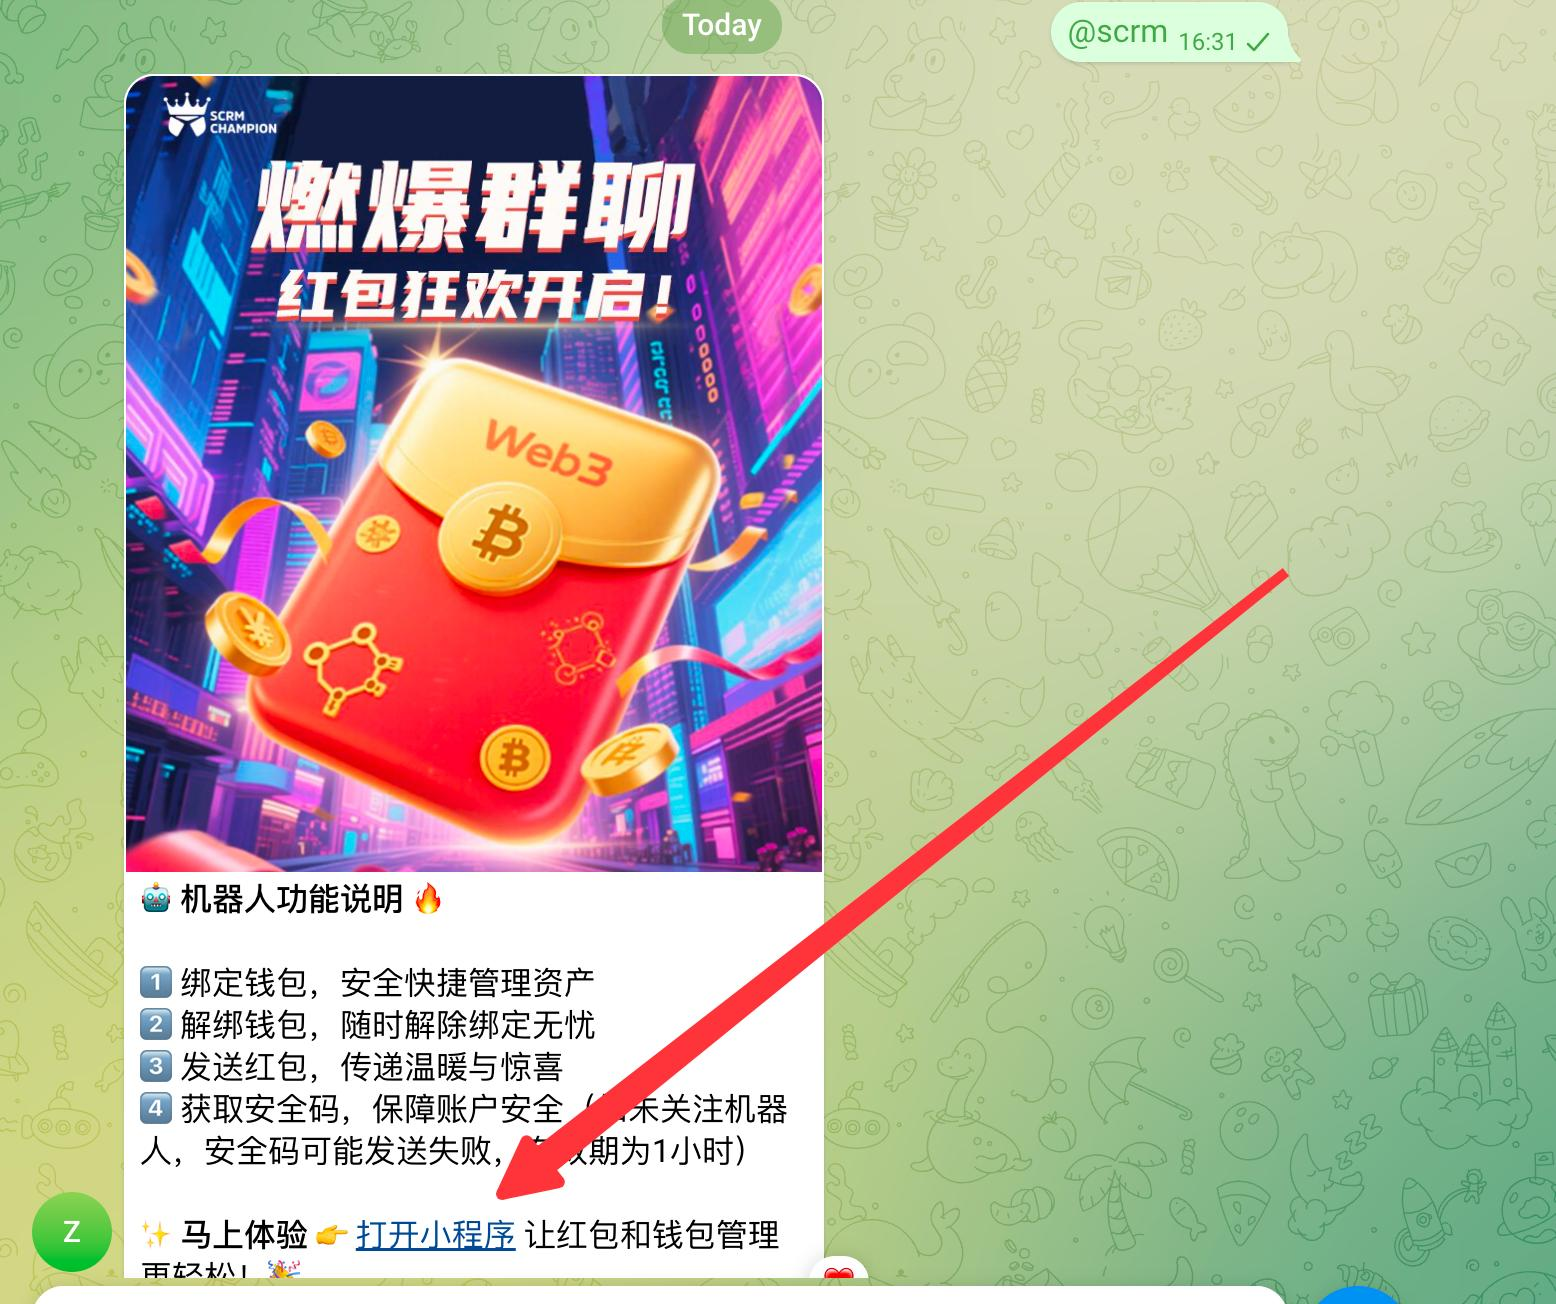 Today
@scrm 16:31
SCRM
CHAMPION
燃爆群聊
红包狂欢开启！
Web3
🤖 机器人功能说明 🔥
1️⃣ 绑定钱包，安全快捷管理资产
2️⃣ 解绑钱包，随时解除绑定无忧
3️⃣ 发送红包，传递温暖与惊喜
4️⃣ 获取安全码，保障账户安全（未关注机器
人，安全码可能发送失败，期为1小时）
✨ 马上体验 👉 打开小程序 让红包和钱包管理
更轻松！🎉
Z